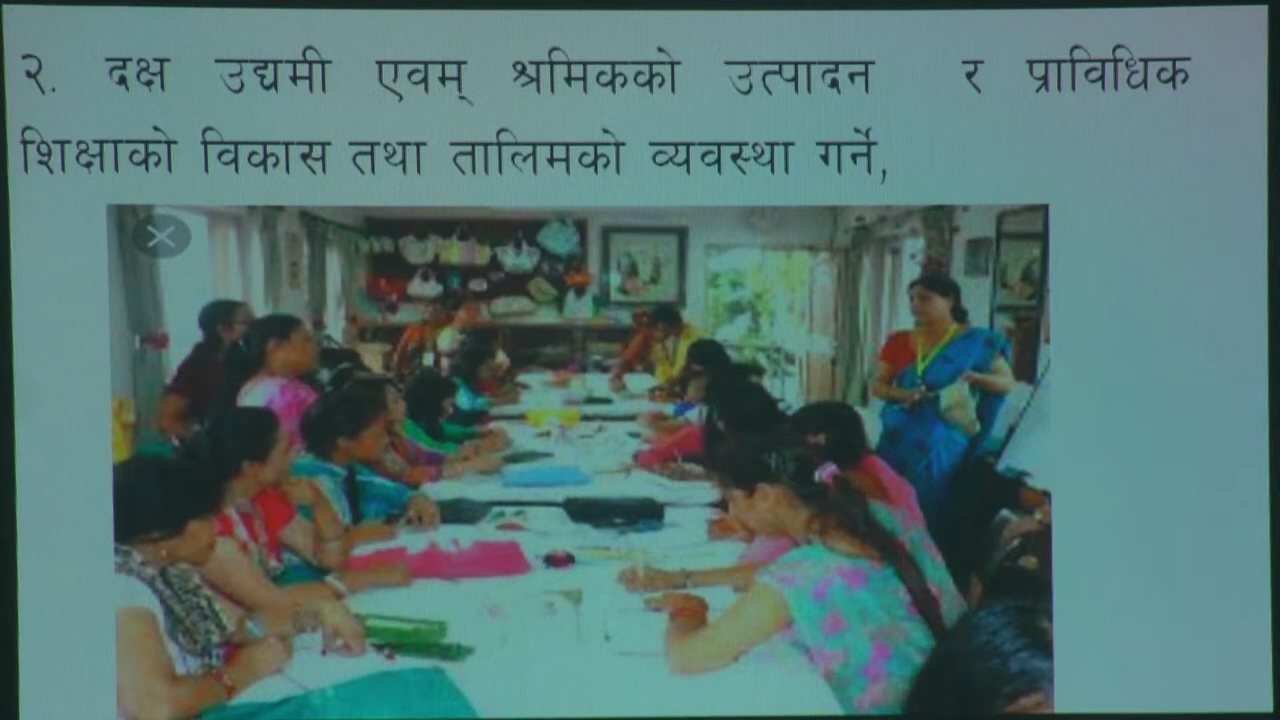 २. दक्ष उद्यमी एवम् श्रमिकको उत्पादन र प्राविधिक
शिक्षाको विकास तथा तालिमको व्यवस्था गर्ने,